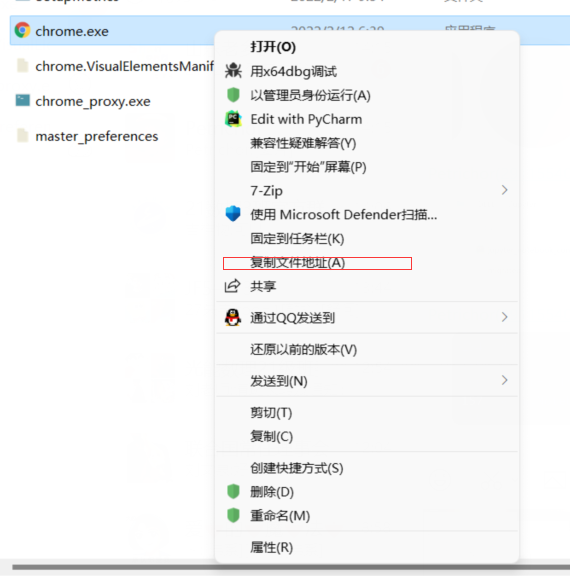 chrome.exe
chrome.VisualElementsManif
chrome_proxy.exe
master_preferences
打开(O)
用x64dbg调试
以管理员身份运行(A)
Edit with PyCharm
兼容性疑难解答(Y)
固定到"开始"屏幕(P)
7-Zip
使用 Microsoft Defender扫描...
固定到任务栏(K)
复制文件地址(A)
共享
通过QQ发送到
还原以前的版本(V)
发送到(N)
剪切(T)
复制(C)
创建快捷方式(S)
删除(D)
重命名(M)
属性(R)